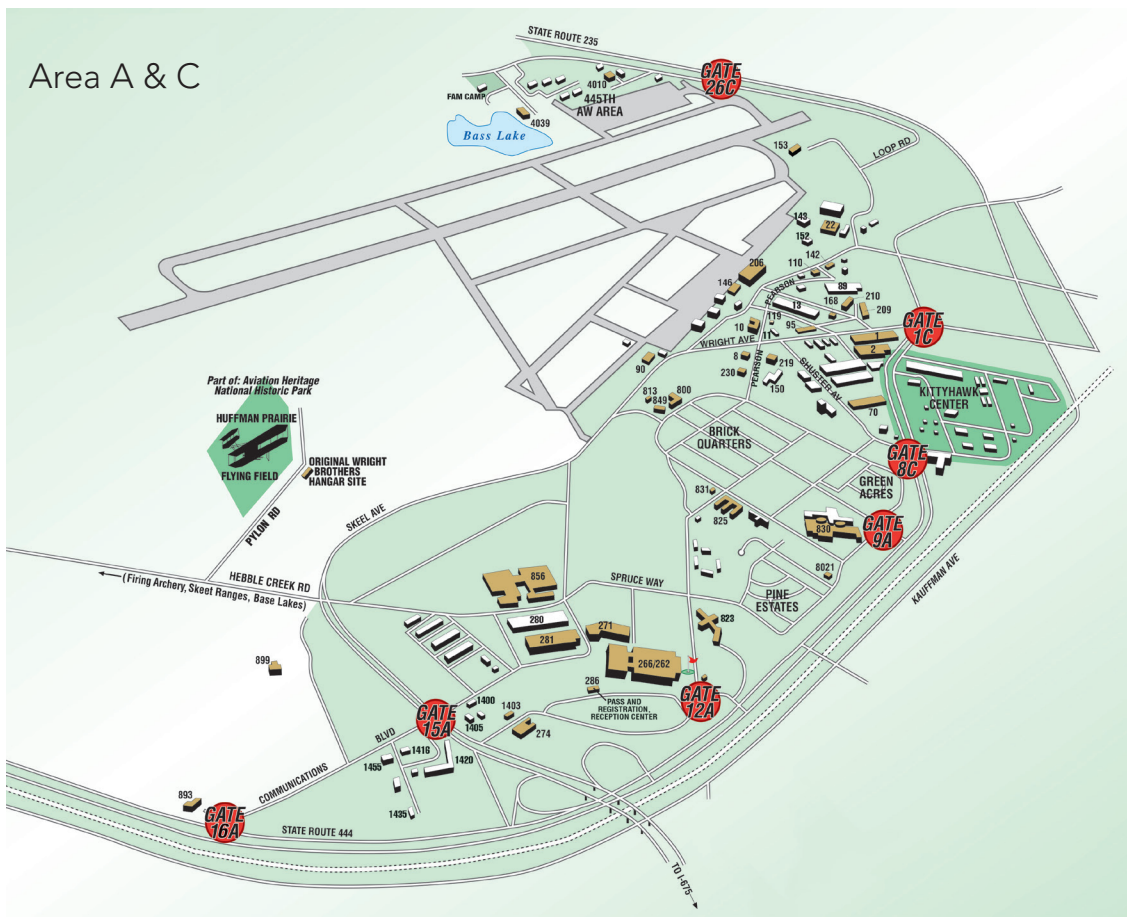 Area A & C
STATE ROUTE 235
GATE
26C
4010
445TH
AW AREA
FAM CAMP
4039
Bass Lake
153
LOOP RD
143
22
152
142
110
206
146
PEARSON
89
13
168
210
209
GATE
1C
119
10
11
95
1
2
WRIGHT AVE
90
8
230
PEARSON
219
150
SHUSTER AV
KITTYHAWK
CENTER
70
813
849
800
Part of: Aviation Heritage
National Historic Park
HUFFMAN PRAIRIE
FLYING FIELD
ORIGINAL WRIGHT
BROTHERS
HANGAR SITE
PYLON RD
BRICK
QUARTERS
GATE
8C
GREEN
ACRES
831
825
830
GATE
9A
SKEEL AVE
KAUFFMAN AVE
8021
HEBBLE CREEK RD
(Firing Archery, Skeet Ranges, Base Lakes)
856
SPRUCE WAY
PINE
ESTATES
280
281
271
823
266/262
899
286
PASS AND
REGISTRATION,
RECEPTION CENTER
GATE
12A
1400
1403
1405
274
GATE
15A
BLVD
1416
1455
1420
COMMUNICATIONS
1435
893
GATE
16A
STATE ROUTE 444
TO I-675